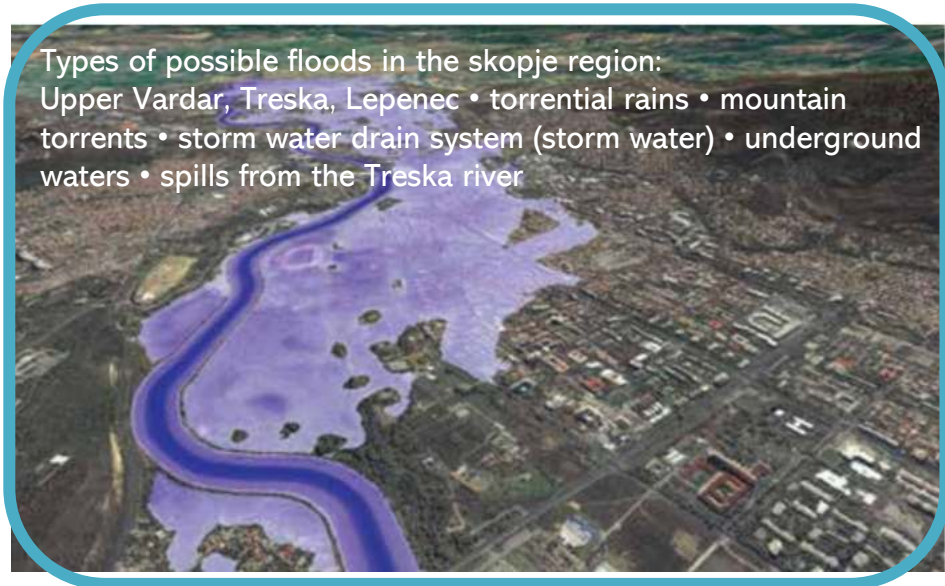 Types of possible floods in the skopje region:
Upper Vardar, Treska, Lepenec • torrential rains • mountain
torrents • storm water drain system (storm water) • underground
waters • spills from the Treska river